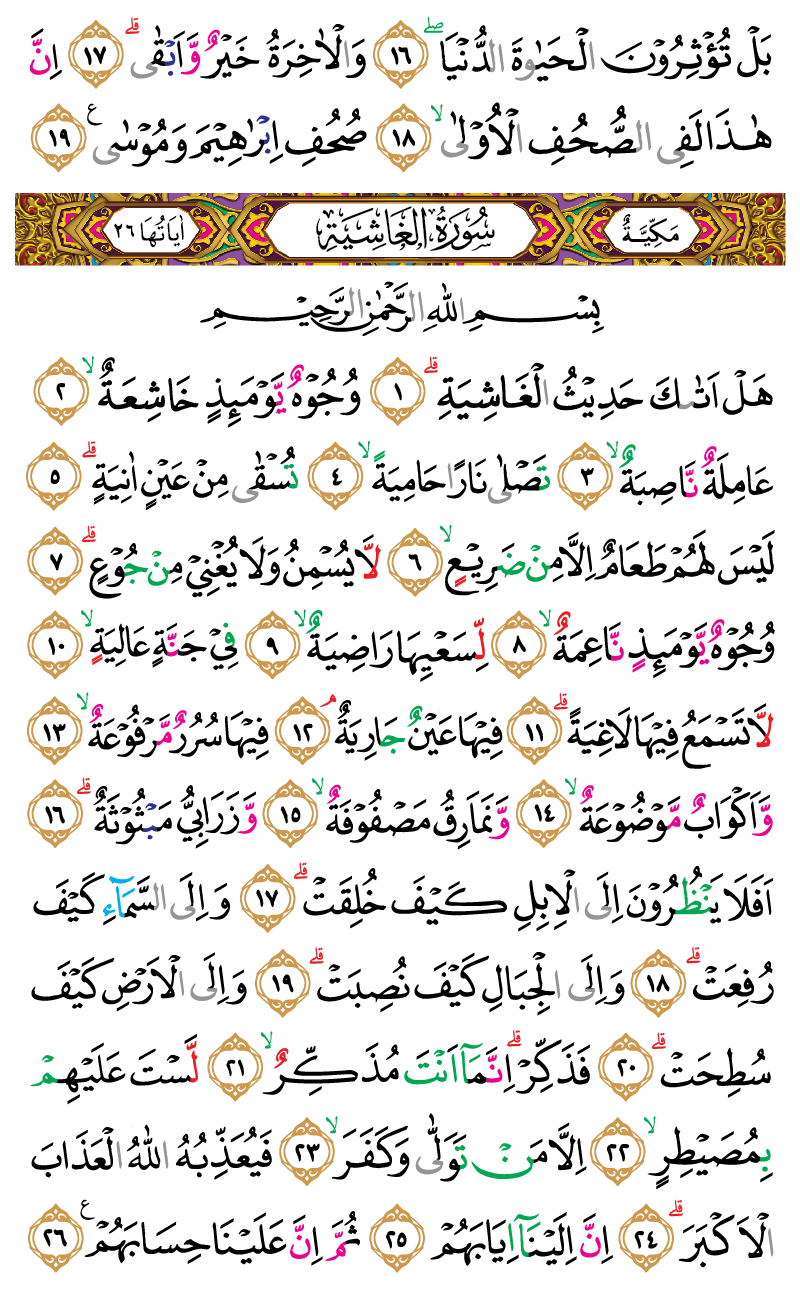 بَلْ تُؤْثِرُوْنَ الْحَيٰوةَ الدُّنْيَا ۖ ١٦ وَالْاٰخِرَةُ خَيْرٌ وَّاَبْقٰى ۗ ١٧ اِنَّ
هٰذَا لَفِى الصُّحُفِ الْاُوْلٰى ۙ ١٨ صُحُفِ اِبْرٰهِيْمَ وَمُوْسٰى ࣖ ١٩
مَكِّيَّةٌ سُوْرَةُ الْغَاشِيَةِ اٰيَاتُهَا ٢٦
بِسْمِ اللّٰهِ الرَّحْمٰنِ الرَّحِيْمِ
هَلْ اَتٰىكَ حَدِيْثُ الْغَاشِيَةِ ۗ ١ وُجُوْهٌ يَّوْمَئِذٍ خَاشِعَةٌ ۙ ٢
عَامِلَةٌ نَّاصِبَةٌ ۙ ٣ تَصْلٰى نَارًا حَامِيَةً ۙ ٤ تُسْقٰى مِنْ عَيْنٍ اٰنِيَةٍ ۗ ٥
لَيْسَ لَهُمْ طَعَامٌ اِلَّا مِنْ ضَرِيْعٍ ۙ ٦ لَّا يُسْمِنُ وَلَا يُغْنِيْ مِنْ جُوْعٍ ۗ ٧
وُجُوْهٌ يَّوْمَئِذٍ نَّاعِمَةٌ ۙ ٨ لِّسَعْيِهَا رَاضِيَةٌ ۙ ٩ فِيْ جَنَّةٍ عَالِيَةٍ ۙ ١٠
لَّا تَسْمَعُ فِيْهَا لَاغِيَةً ۗ ١١ فِيْهَا عَيْنٌ جَارِيَةٌ ۘ ١٢ فِيْهَا سُرُرٌ مَّرْفُوْعَةٌ ۙ ١٣
وَّاَكْوَابٌ مَّوْضُوْعَةٌ ۙ ١٤ وَّنَمَارِقُ مَصْفُوْفَةٌ ۙ ١٥ وَّزَرَابِيُّ مَبْثُوْثَةٌ ۗ ١٦
اَفَلَا يَنْظُرُوْنَ اِلَى الْاِبِلِ كَيْفَ خُلِقَتْ ۗ ١٧ وَاِلَى السَّمَاۤءِ كَيْفَ
رُفِعَتْ ۗ ١٨ وَاِلَى الْجِبَالِ كَيْفَ نُصِبَتْ ۗ ١٩ وَاِلَى الْاَرْضِ كَيْفَ
سُطِحَتْ ۗ ٢٠ فَذَكِّرْ ۗ اِنَّمَآ اَنْتَ مُذَكِّرٌ ۙ ٢١ لَّسْتَ عَلَيْهِمْ
بِمُصَيْطِرٍ ۙ ٢٢ اِلَّا مَنْ تَوَلّٰى وَكَفَرَ ۙ ٢٣ فَيُعَذِّبُهُ اللّٰهُ الْعَذَابَ
الْاَكْبَرَ ۗ ٢٤ اِنَّ اِلَيْنَآ اِيَابَهُمْ ٢٥ ثُمَّ اِنَّ عَلَيْنَا حِسَابَهُمْ ࣖ ٢٦